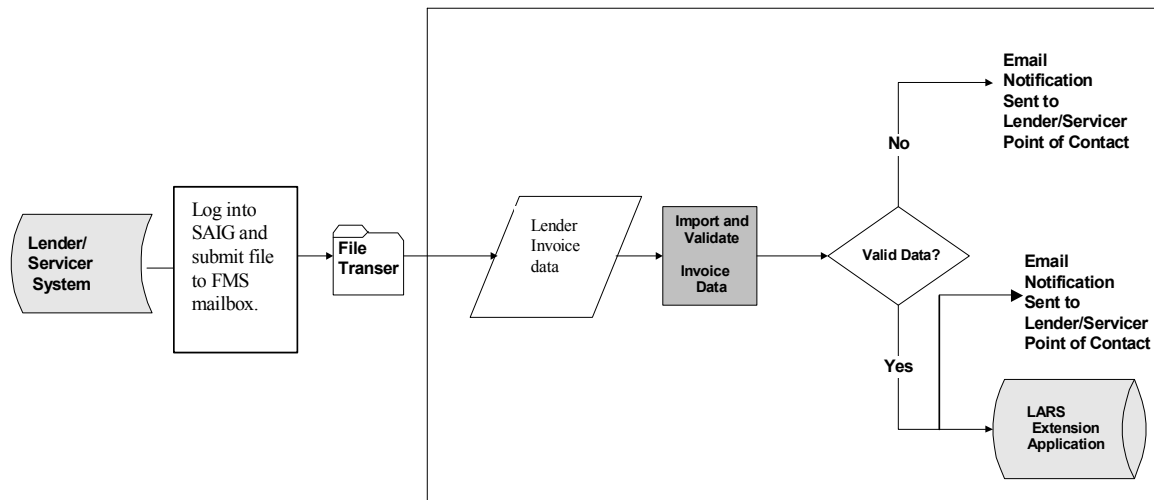 Lender/
Servicer
System
Log into
SAIG and
submit file
to FMS
mailbox.
File
Transer
Lender
Invoice
data
Import and
Validate
Invoice
Data
Valid Data?
No
Email
Notification
Sent to
Lender/Servicer
Point of Contact
Yes
Email
Notification
Sent to
Lender/Servicer
Point of Contact
LARS
Extension
Application